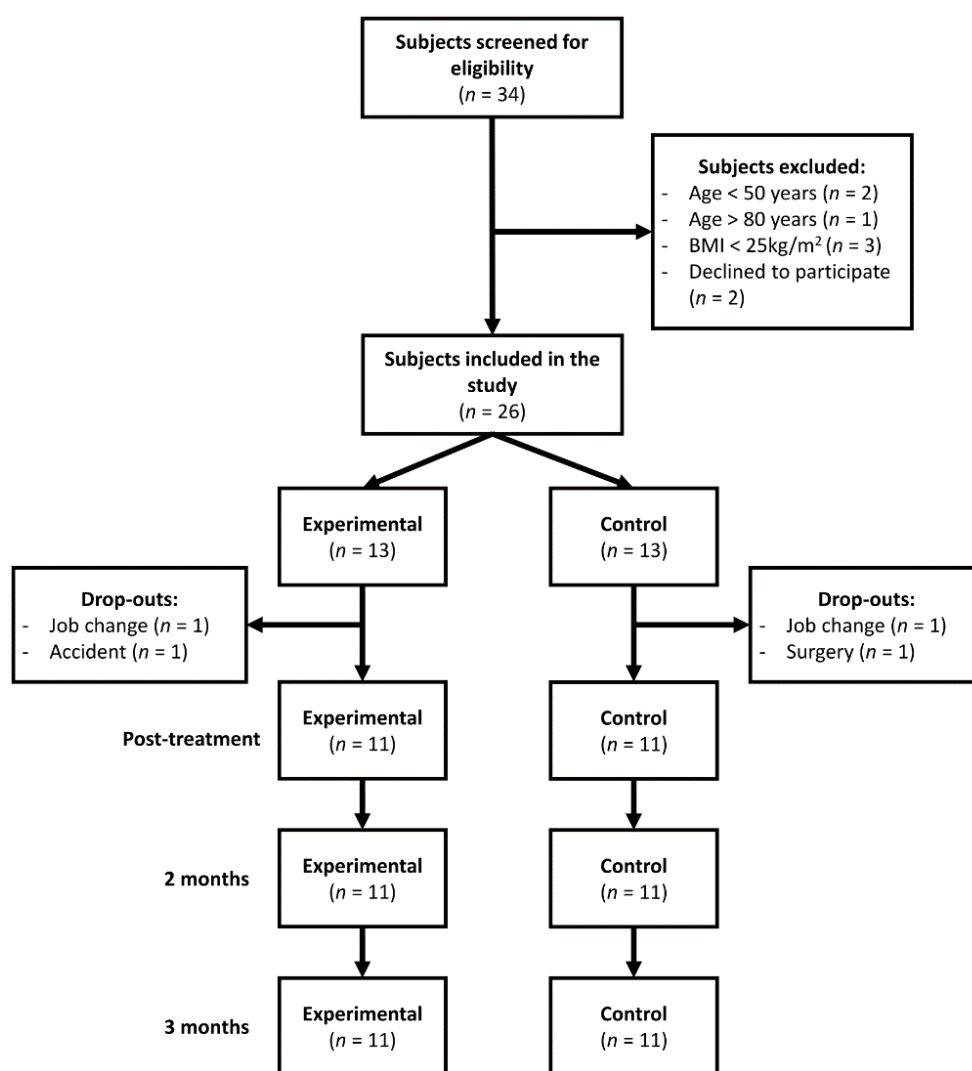 Subjects screened for
eligibility
(n = 34)
Subjects excluded:
- Age < 50 years (n = 2)
- Age > 80 years (n = 1)
- BMI < 25kg/m² (n = 3)
- Declined to participate
(n = 2)
Subjects included in the
study
(n = 26)
Experimental
(n = 13)
Control
(n = 13)
Drop-outs:
- Job change (n = 1)
- Accident (n = 1)
Drop-outs:
- Job change (n = 1)
- Surgery (n = 1)
Post-treatment
Experimental
(n = 11)
Control
(n = 11)
2 months
Experimental
(n = 11)
Control
(n = 11)
3 months
Experimental
(n = 11)
Control
(n = 11)